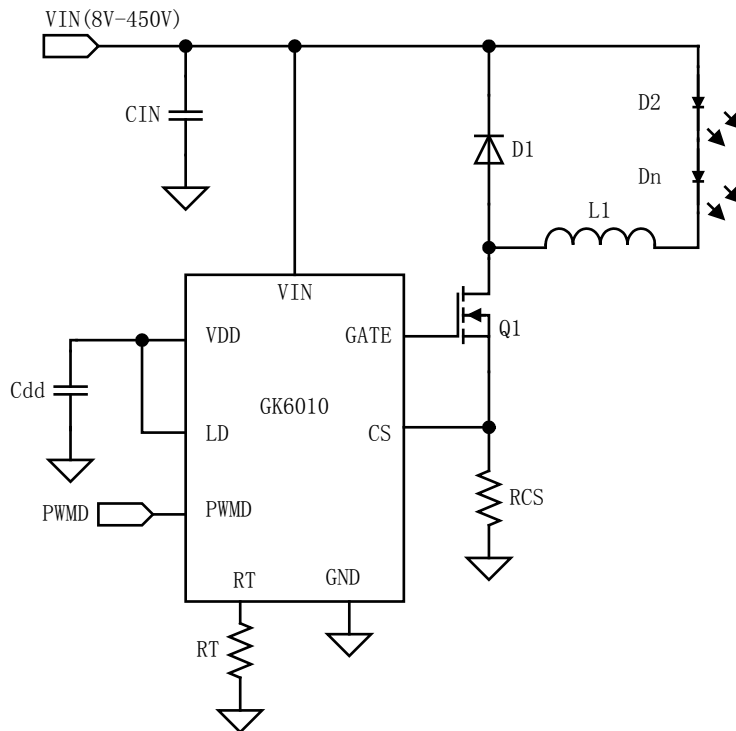 VIN(8V-450V)
CIN
D1
D2
Dn
L1
VIN
VDD
GATE
Q1
Cdd
GK6010
LD
CS
PWMD
PWMD
RCS
RT
GND
RT